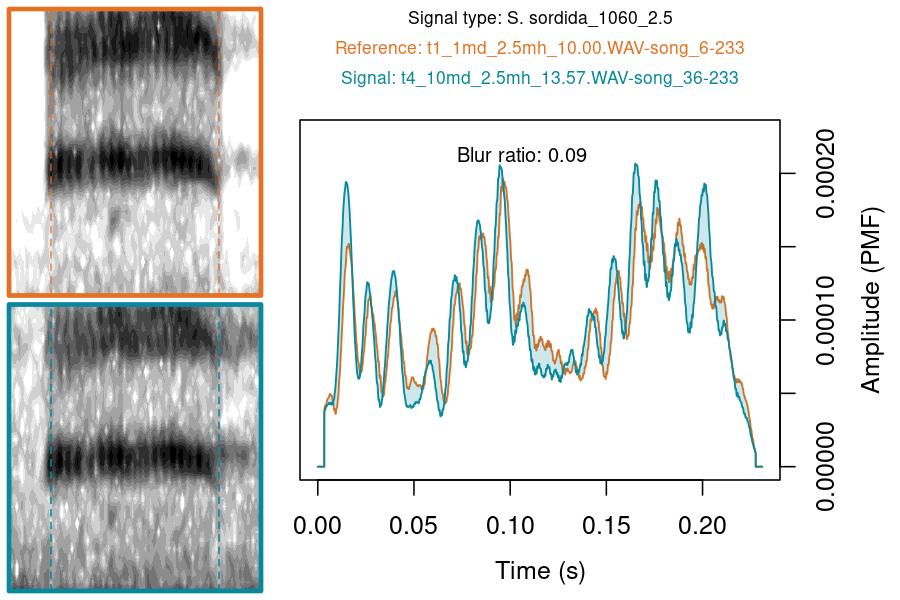 Signal type: S. sordida_1060_2.5
Reference: t1_1md_2.5mh_10.00.WAV-song_6-233
Signal: t4_10md_2.5mh_13.57.WAV-song_36-233
Blur ratio: 0.09
0.00020
0.00010
0.00000
Amplitude (PMF)
0.00 0.05 0.10 0.15 0.20
Time (s)